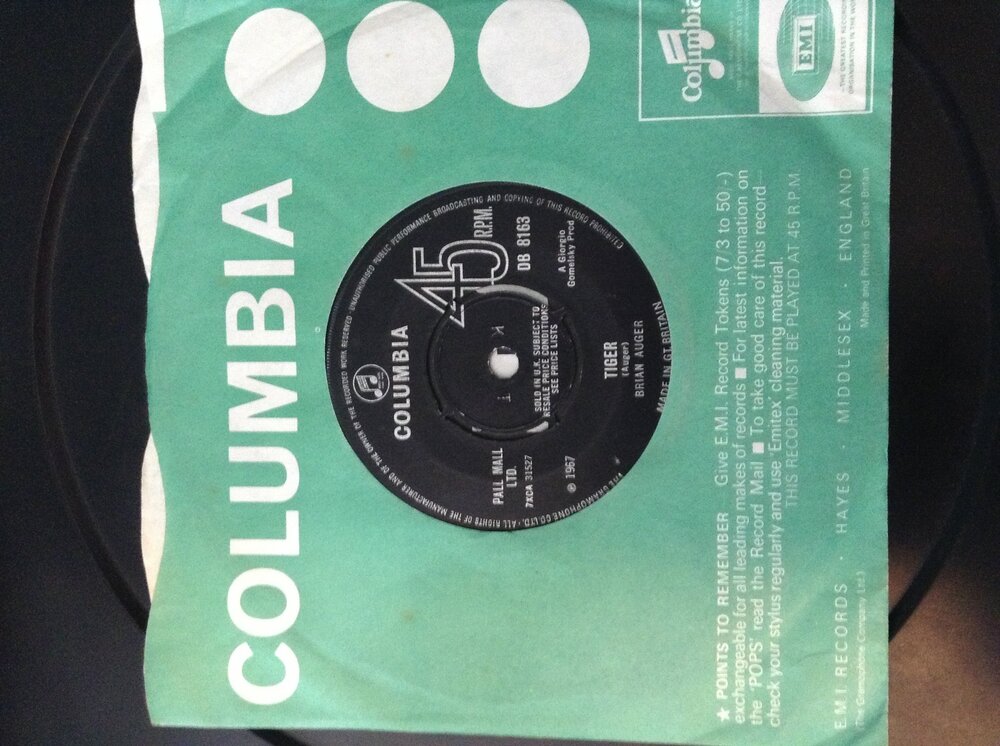 COLUMBIA
Columbia
EMI
THE GREATEST RECORDING
ORGANISATION IN THE WORLD
ALL RIGHTS OF THE MANUFACTURER AND OF THE OWNER OF THE RECORDED WORK RESERVED · UNAUTHORISED PUBLIC PERFORMANCE BROADCASTING AND COPYING OF THIS RECORD PROHIBITED
THE GRAMOPHONE CO. LTD.
COLUMBIA
45
R.P.M.
PALL MALL
LTD.
7XCA 31527
℗ 1967
DB 8163
SOLD IN U.K. SUBJECT TO
RESALE PRICE CONDITIONS
SEE PRICE LISTS
A Giorgio
Gomelsky Prod
TIGER
(Auger)
BRIAN AUGER
MADE IN GT. BRITAIN
★ POINTS TO REMEMBER Give E.M.I. Record Tokens (7/3 to 50/-)
exchangeable for all leading makes of records ■ For latest information on
the 'POPS' read the Record Mail ■ To take good care of this record
check your stylus regularly and use 'Emitex' cleaning material.
THIS RECORD MUST BE PLAYED AT 45 R.P.M.
E.M.I. RECORDS · HAYES · MIDDLESEX · ENGLAND
(The Gramophone Company Ltd.)
Made and Printed in Great Britain